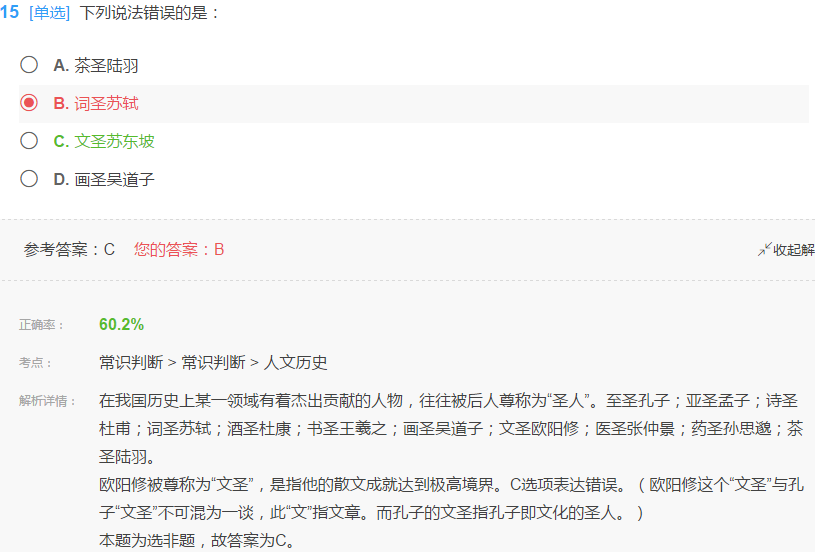 15 [单选] 下列说法错误的是：
A. 茶圣陆羽
B. 词圣苏轼
C. 文圣苏东坡
D. 画圣吴道子
参考答案：C 您的答案：B 收起解
正确率： 60.2%
考点： 常识判断 > 常识判断 > 人文历史
解析详情： 在我国历史上某一领域有着杰出贡献的人物，往往被后人尊称为“圣人”。至圣孔子；亚圣孟子；诗圣
杜甫；词圣苏轼；酒圣杜康；书圣王羲之；画圣吴道子；文圣欧阳修；医圣张仲景；药圣孙思邈；茶
圣陆羽。
欧阳修被尊称为“文圣”，是指他的散文成就达到极高境界。C选项表达错误。（欧阳修这个“文圣”与孔
子“文圣”不可混为一谈，此“文”指文章。而孔子的文圣指孔子即文化的圣人。）
本题为选非题，故答案为C。